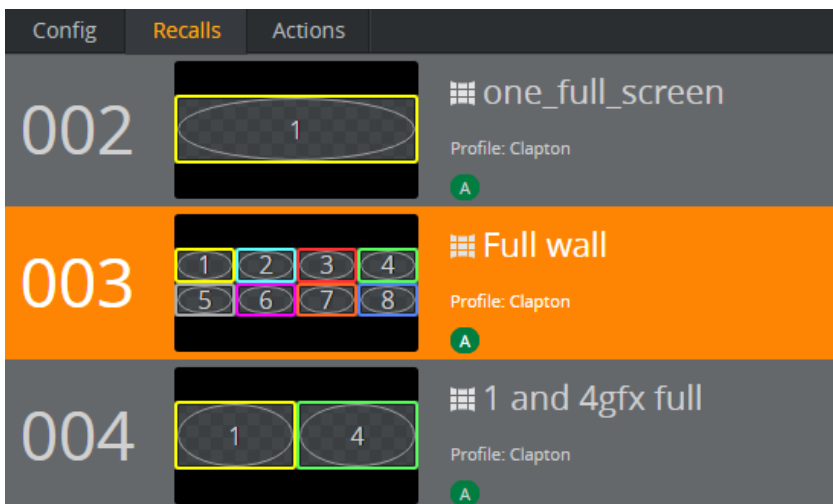 Config Recalls Actions
002
1
one_full_screen
Profile: Clapton
A
003
1 2 3 4
5 6 7 8
Full wall
Profile: Clapton
A
004
1 4
1 and 4gfx full
Profile: Clapton
A